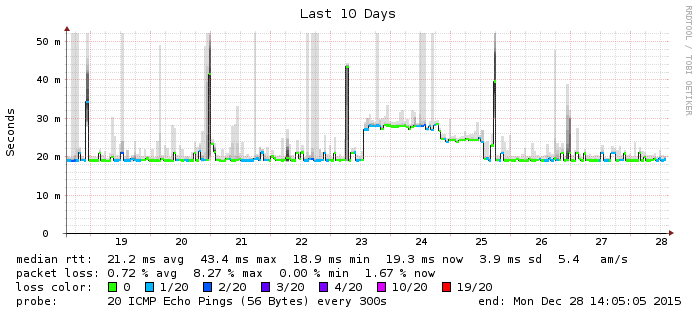 Last 10 Days
RRDTOOL / TOBI OETIKER
Seconds
50 m
40 m
30 m
20 m
10 m
0
19 20 21 22 23 24 25 26 27 28
median rtt: 21.2 ms avg 43.4 ms max 18.9 ms min 19.3 ms now 3.9 ms sd 5.4 am/s
packet loss: 0.72 % avg 8.27 % max 0.00 % min 1.67 % now
loss color: 0 1/20 2/20 3/20 4/20 10/20 19/20
probe: 20 ICMP Echo Pings (56 Bytes) every 300s end: Mon Dec 28 14:05:05 2015